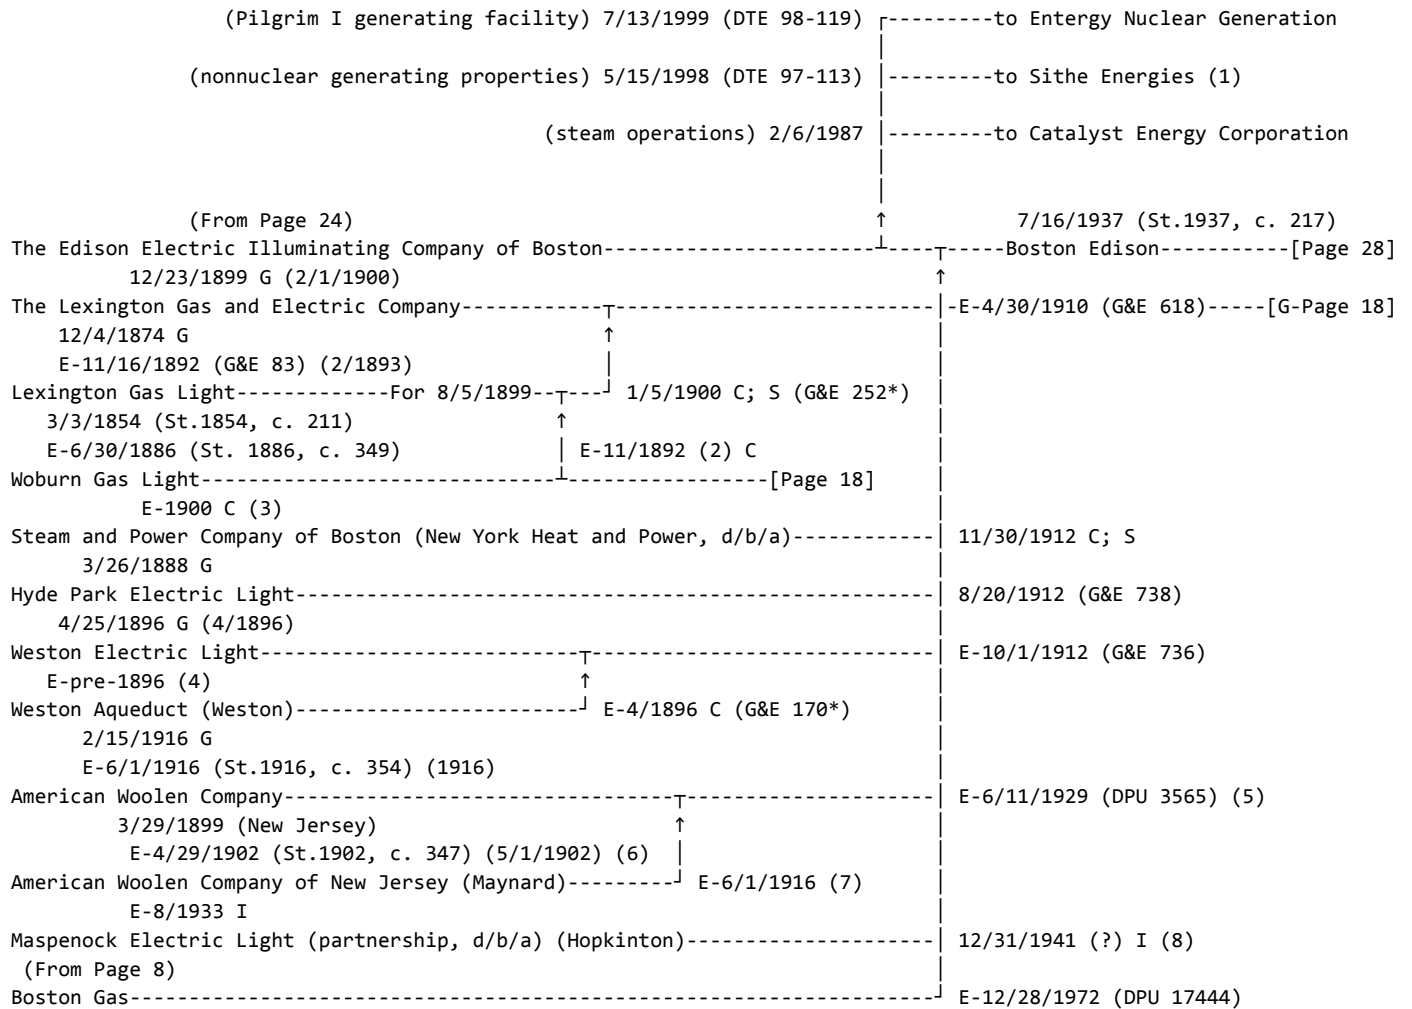 (Pilgrim I generating facility) 7/13/1999 (DTE 98-119) ┌---------to Entergy Nuclear Generation
(nonnuclear generating properties) 5/15/1998 (DTE 97-113) │---------to Sithe Energies (1)
(steam operations) 2/6/1987 │---------to Catalyst Energy Corporation
(From Page 24) ↑ 7/16/1937 (St.1937, c. 217)
The Edison Electric Illuminating Company of Boston-----------------------┴----┬-----Boston Edison-----------[Page 28]
12/23/1899 G (2/1/1900) ↑
The Lexington Gas and Electric Company------------┬---------------------------│-E-4/30/1910 (G&E 618)-----[G-Page 18]
12/4/1874 G ↑
E-11/16/1892 (G&E 83) (2/1893) │
Lexington Gas Light-------------For 8/5/1899--┬---┘ 1/5/1900 C; S (G&E 252*) │
3/3/1854 (St.1854, c. 211) ↑
E-6/30/1886 (St. 1886, c. 349) │ E-11/1892 (2) C
Woburn Gas Light------------------------------┴-----------------[Page 18]
E-1900 C (3)
Steam and Power Company of Boston (New York Heat and Power, d/b/a)------------│ 11/30/1912 C; S
3/26/1888 G
Hyde Park Electric Light------------------------------------------------------│ 8/20/1912 (G&E 738)
4/25/1896 G (4/1896)
Weston Electric Light---------------------------┬-----------------------------│ E-10/1/1912 (G&E 736)
E-pre-1896 (4) ↑
Weston Aqueduct (Weston)------------------------┘ E-4/1896 C (G&E 170*)
2/15/1916 G
E-6/1/1916 (St.1916, c. 354) (1916)
American Woolen Company---------------------------------┬---------------------│ E-6/11/1929 (DPU 3565) (5)
3/29/1899 (New Jersey) ↑
E-4/29/1902 (St.1902, c. 347) (5/1/1902) (6) │
American Woolen Company of New Jersey (Maynard)---------┘ E-6/1/1916 (7)
E-8/1933 I
Maspenock Electric Light (partnership, d/b/a) (Hopkinton)---------------------│ 12/31/1941 (?) I (8)
(From Page 8)
Boston Gas--------------------------------------------------------------------┘ E-12/28/1972 (DPU 17444)